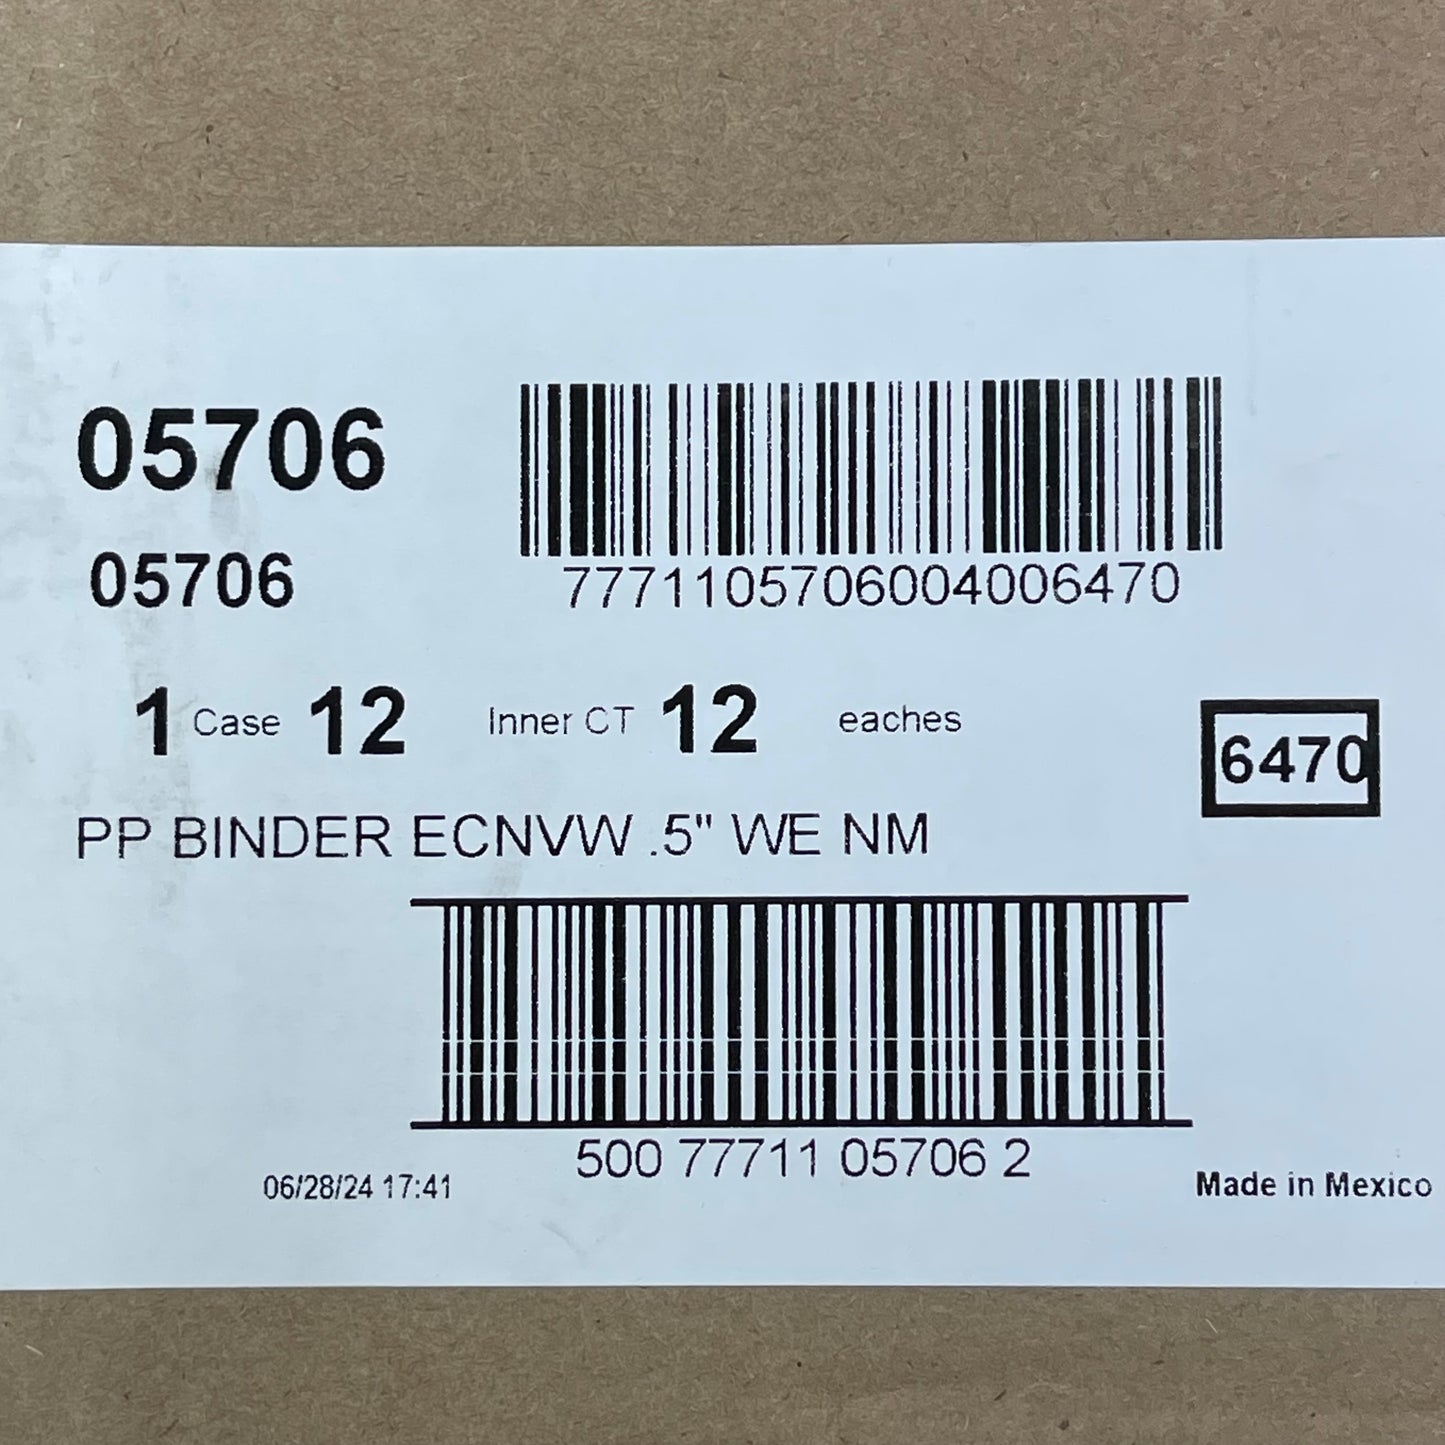 05706
7771105706004006470
05706
1 Case 12 Inner CT 12 eaches
6470
PP BINDER ECNVW .5" WE NM
500 77711 05706 2
06/28/24 17:41
Made in Mexico